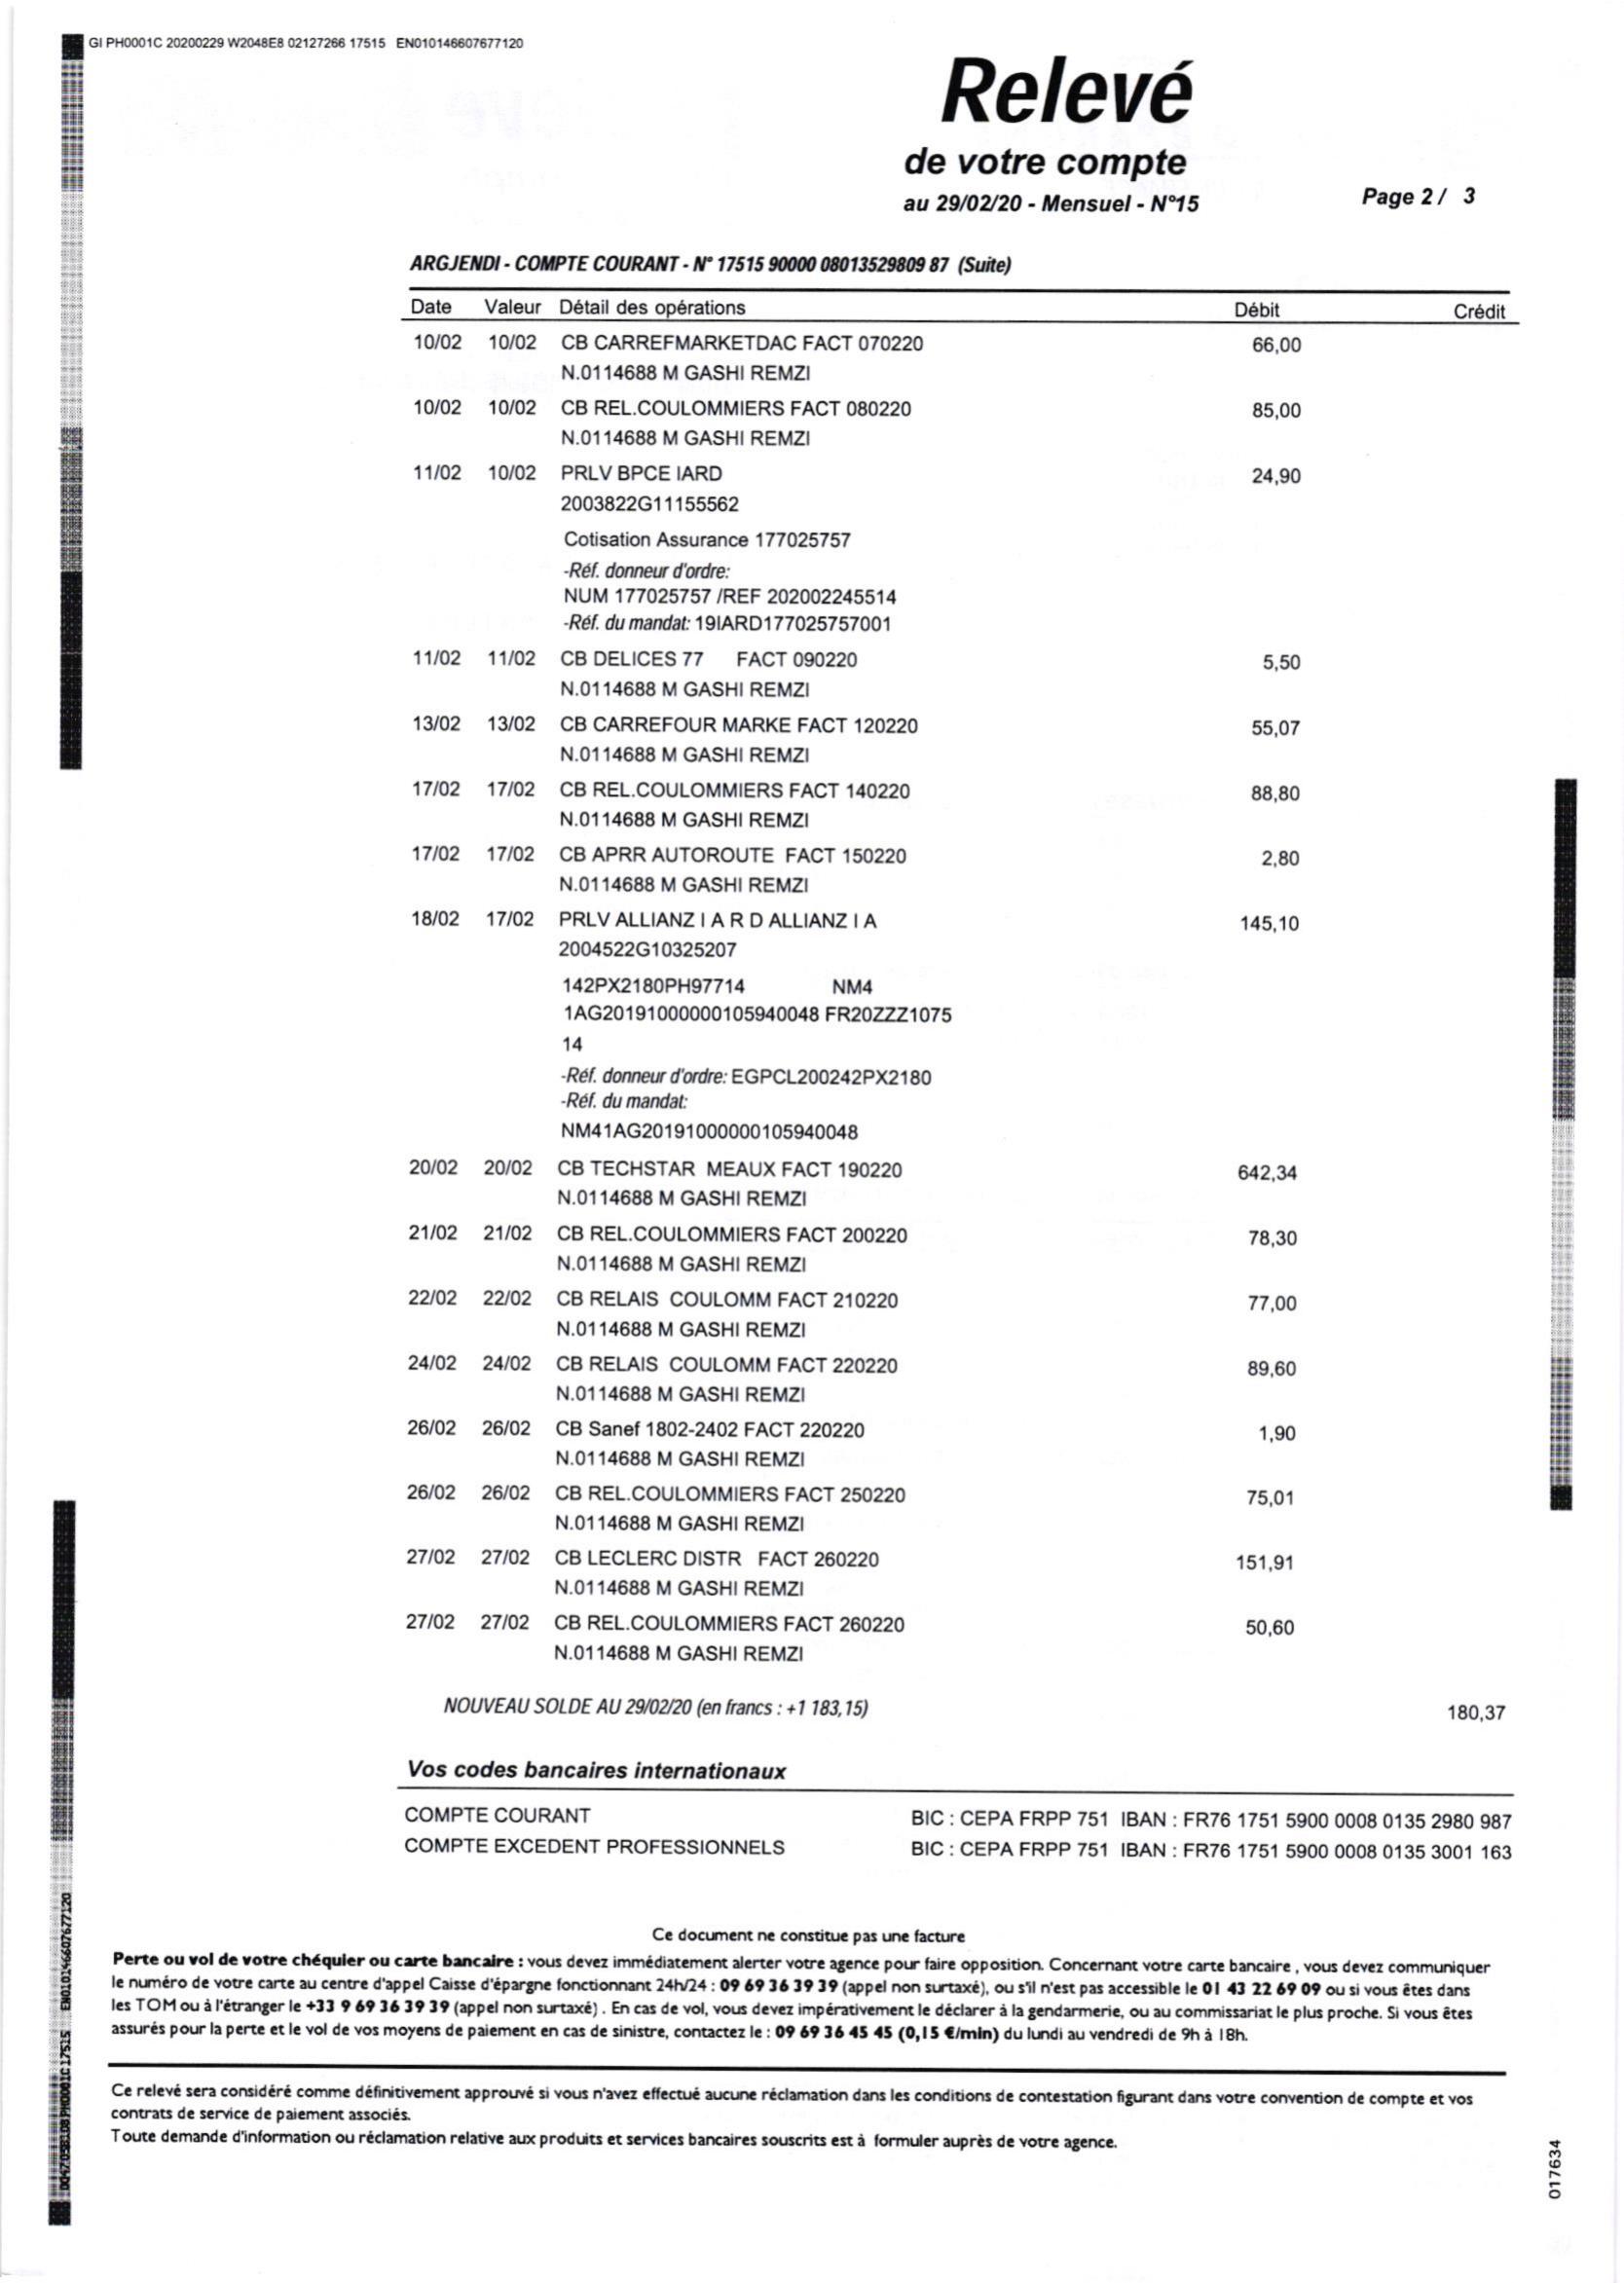 GI PH0001C 20200229 W2048E8 02127266 17515 EN010146607677120
Relevé
de votre compte
au 29/02/20 - Mensuel - N°15
Page 2 / 3
ARGJENDI - COMPTE COURANT - N° 17515 90000 08013529809 87 (Suite)
Date Valeur Détail des opérations Débit Crédit
10/02 10/02 CB CARREFMARKETDAC FACT 070220 66,00
N.0114688 M GASHI REMZI
10/02 10/02 CB REL.COULOMMIERS FACT 080220 85,00
N.0114688 M GASHI REMZI
11/02 10/02 PRLV BPCE IARD 24,90
2003822G11155562
Cotisation Assurance 177025757
-Réf. donneur d'ordre:
NUM 177025757 /REF 202002245514
-Réf. du mandat: 19IARD177025757001
11/02 11/02 CB DELICES 77 FACT 090220 5,50
N.0114688 M GASHI REMZI
13/02 13/02 CB CARREFOUR MARKE FACT 120220 55,07
N.0114688 M GASHI REMZI
17/02 17/02 CB REL.COULOMMIERS FACT 140220 88,80
N.0114688 M GASHI REMZI
17/02 17/02 CB APRR AUTOROUTE FACT 150220 2,80
N.0114688 M GASHI REMZI
18/02 17/02 PRLV ALLIANZ I A R D ALLIANZ I A 145,10
2004522G10325207
142PX2180PH97714 NM4
1AG20191000000105940048 FR20ZZZ1075
14
-Réf. donneur d'ordre: EGPCL200242PX2180
-Réf. du mandat:
NM41AG20191000000105940048
20/02 20/02 CB TECHSTAR MEAUX FACT 190220 642,34
N.0114688 M GASHI REMZI
21/02 21/02 CB REL.COULOMMIERS FACT 200220 78,30
N.0114688 M GASHI REMZI
22/02 22/02 CB RELAIS COULOMM FACT 210220 77,00
N.0114688 M GASHI REMZI
24/02 24/02 CB RELAIS COULOMM FACT 220220 89,60
N.0114688 M GASHI REMZI
26/02 26/02 CB Sanef 1802-2402 FACT 220220 1,90
N.0114688 M GASHI REMZI
26/02 26/02 CB REL.COULOMMIERS FACT 250220 75,01
N.0114688 M GASHI REMZI
27/02 27/02 CB LECLERC DISTR FACT 260220 151,91
N.0114688 M GASHI REMZI
27/02 27/02 CB REL.COULOMMIERS FACT 260220 50,60
N.0114688 M GASHI REMZI
NOUVEAU SOLDE AU 29/02/20 (en francs : +1 183,15) 180,37
Vos codes bancaires internationaux
COMPTE COURANT BIC : CEPA FRPP 751 IBAN : FR76 1751 5900 0008 0135 2980 987
COMPTE EXCEDENT PROFESSIONNELS BIC : CEPA FRPP 751 IBAN : FR76 1751 5900 0008 0135 3001 163
Ce document ne constitue pas une facture
Perte ou vol de votre chéquier ou carte bancaire : vous devez immédiatement alerter votre agence pour faire opposition. Concernant votre carte bancaire , vous devez communiquer
le numéro de votre carte au centre d'appel Caisse d'épargne fonctionnant 24h/24 : 09 69 36 39 39 (appel non surtaxé), ou s'il n'est pas accessible le 01 43 22 69 09 ou si vous êtes dans
les TOM ou à l'étranger le +33 9 69 36 39 39 (appel non surtaxé) . En cas de vol, vous devez impérativement le déclarer à la gendarmerie, ou au commissariat le plus proche. Si vous êtes
assurés pour la perte et le vol de vos moyens de paiement en cas de sinistre, contactez le : 09 69 36 45 45 (0,15 €/min) du lundi au vendredi de 9h à 18h.
Ce relevé sera considéré comme définitivement approuvé si vous n'avez effectué aucune réclamation dans les conditions de contestation figurant dans votre convention de compte et vos
contrats de service de paiement associés.
Toute demande d'information ou réclamation relative aux produits et services bancaires souscrits est à formuler auprès de votre agence.
017634